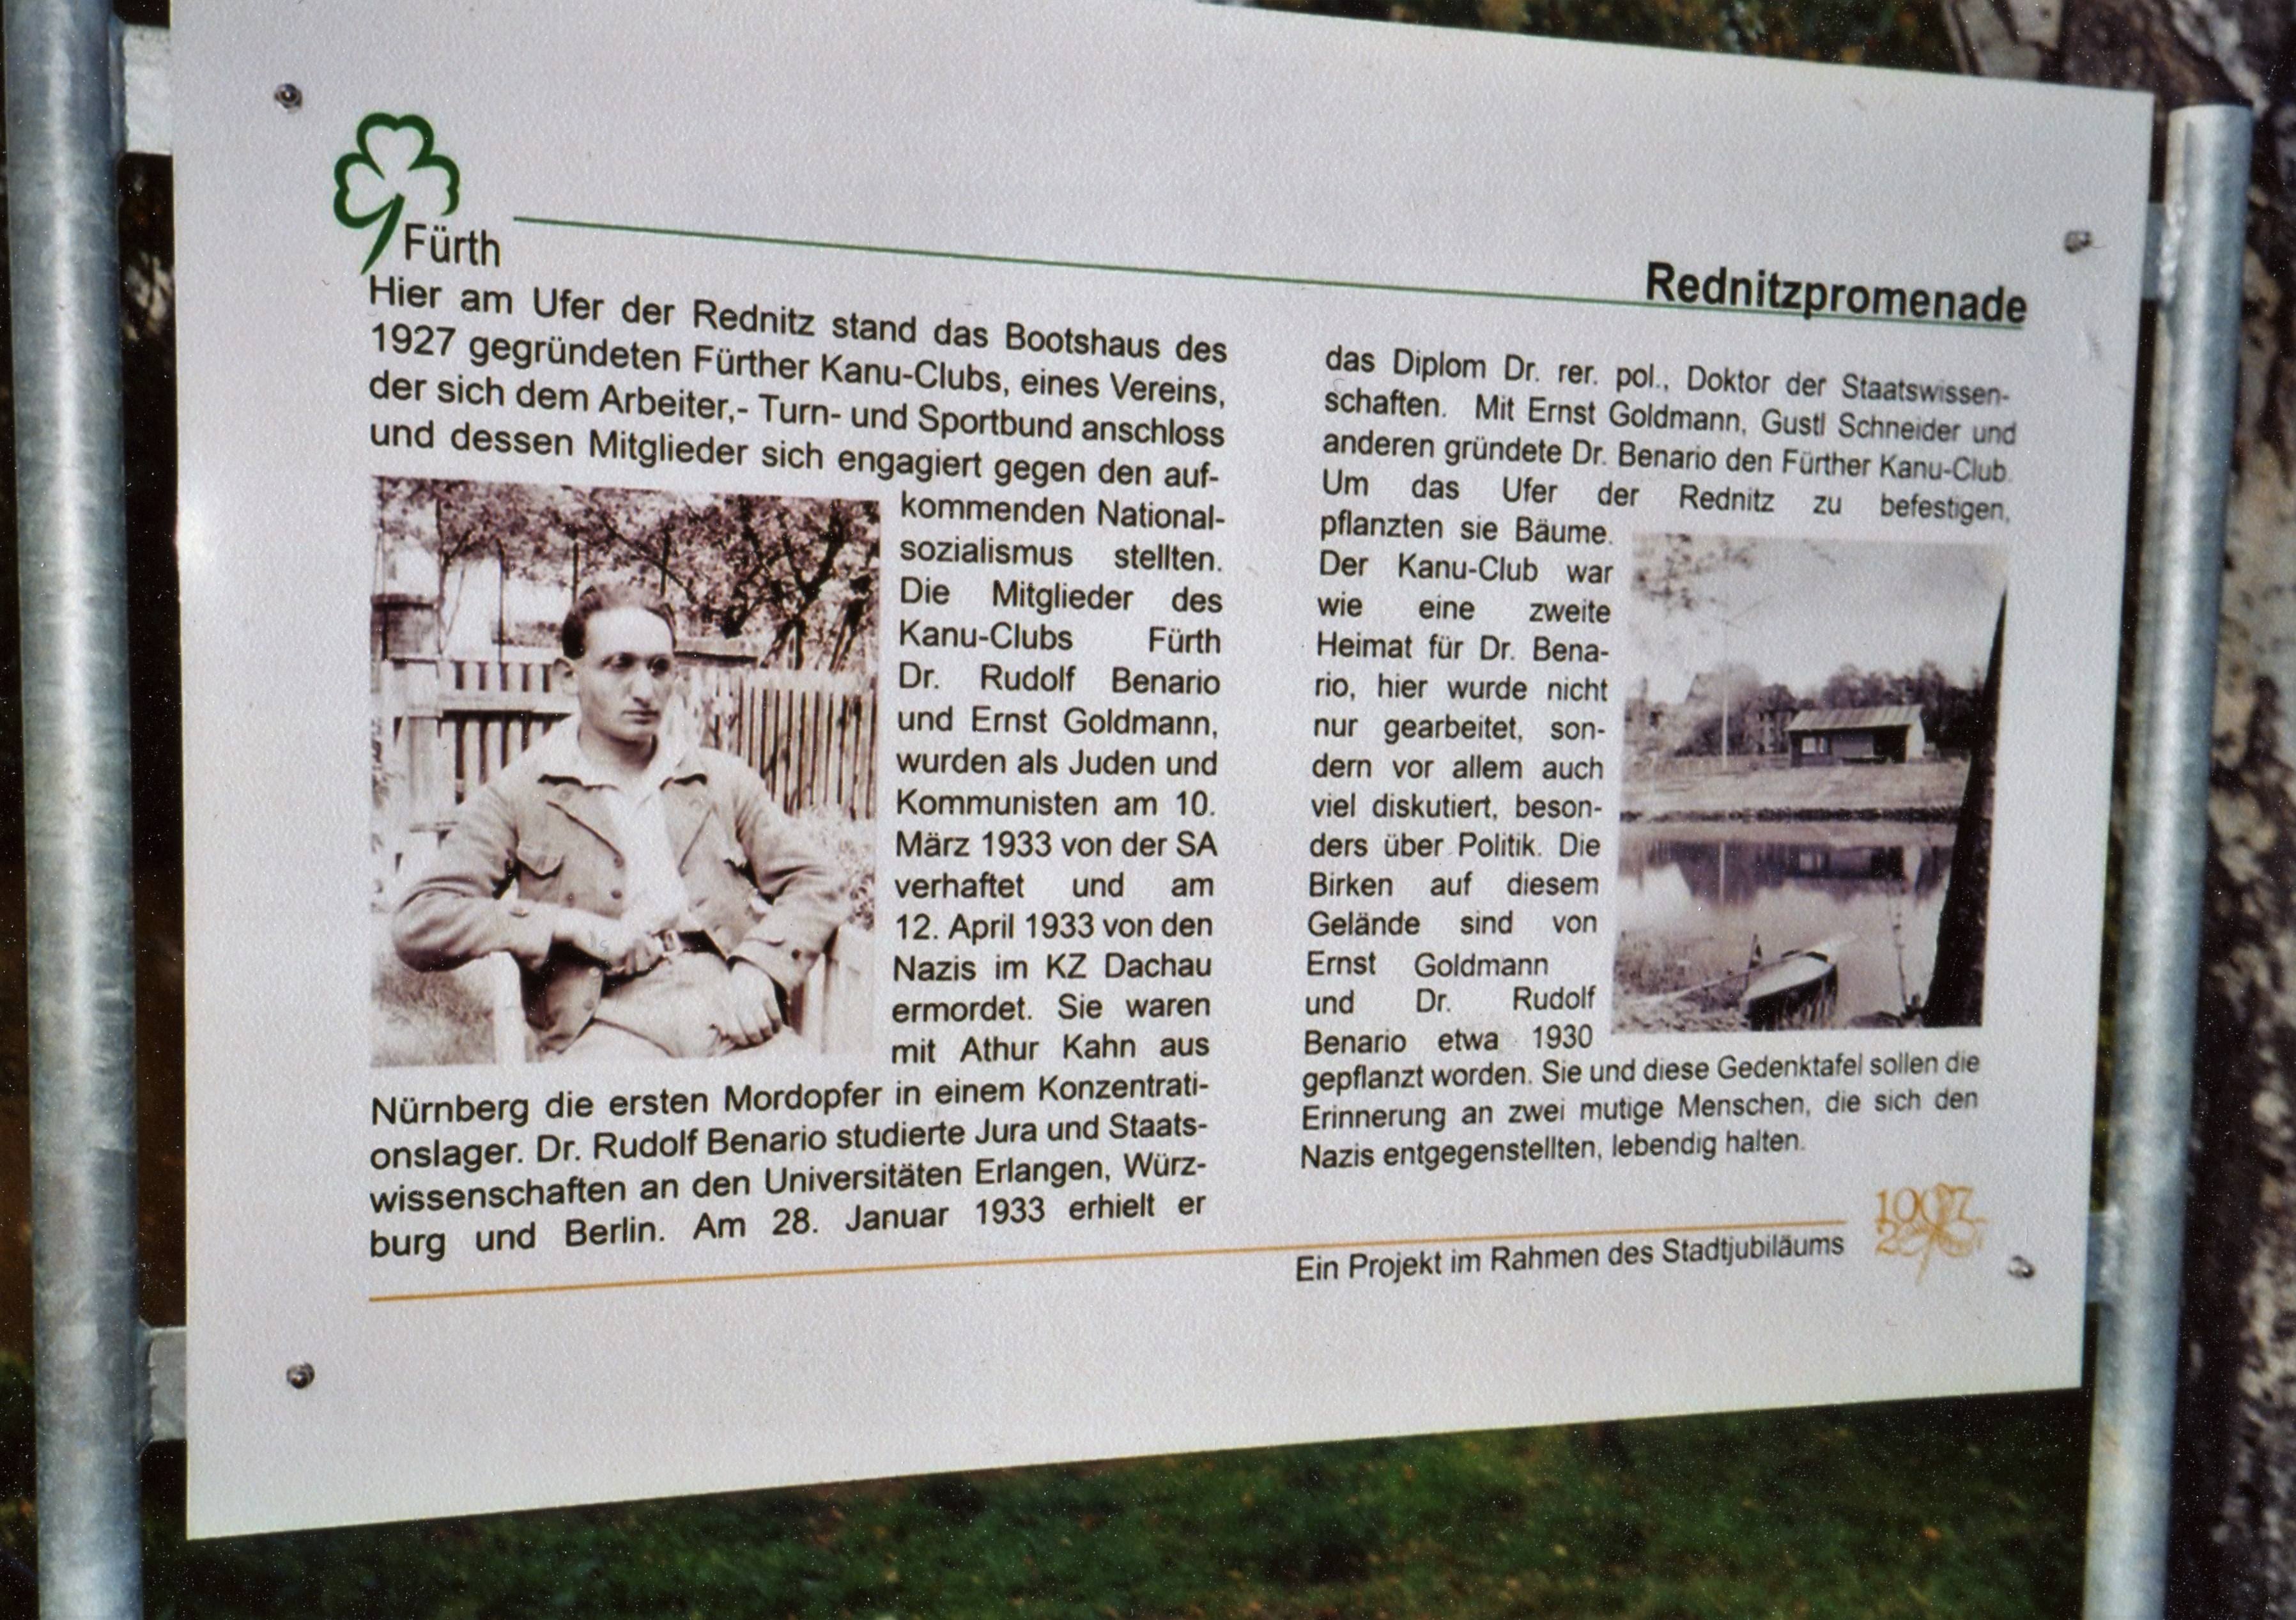 Fürth
Rednitzpromenade
Hier am Ufer der Rednitz stand das Bootshaus des
1927 gegründeten Fürther Kanu-Clubs, eines Vereins,
der sich dem Arbeiter,- Turn- und Sportbund anschloss
und dessen Mitglieder sich engagiert gegen den auf-
kommenden National-
sozialismus stellten.
Die Mitglieder des
Kanu-Clubs Fürth
Dr. Rudolf Benario
und Ernst Goldmann,
wurden als Juden und
Kommunisten am 10.
März 1933 von der SA
verhaftet und am
12. April 1933 von den
Nazis im KZ Dachau
ermordet. Sie waren
mit Athur Kahn aus
Nürnberg die ersten Mordopfer in einem Konzentrati-
onslager. Dr. Rudolf Benario studierte Jura und Staats-
wissenschaften an den Universitäten Erlangen, Würz-
burg und Berlin. Am 28. Januar 1933 erhielt er
das Diplom Dr. rer. pol., Doktor der Staatswissen-
schaften. Mit Ernst Goldmann, Gustl Schneider und
anderen gründete Dr. Benario den Fürther Kanu-Club.
Um das Ufer der Rednitz zu befestigen,
pflanzten sie Bäume.
Der Kanu-Club war
wie eine zweite
Heimat für Dr. Bena-
rio, hier wurde nicht
nur gearbeitet, son-
dern vor allem auch
viel diskutiert, beson-
ders über Politik. Die
Birken auf diesem
Gelände sind von
Ernst Goldmann
und Dr. Rudolf
Benario etwa 1930
gepflanzt worden. Sie und diese Gedenktafel sollen die
Erinnerung an zwei mutige Menschen, die sich den
Nazis entgegenstellten, lebendig halten.
Ein Projekt im Rahmen des Stadtjubiläums
1007